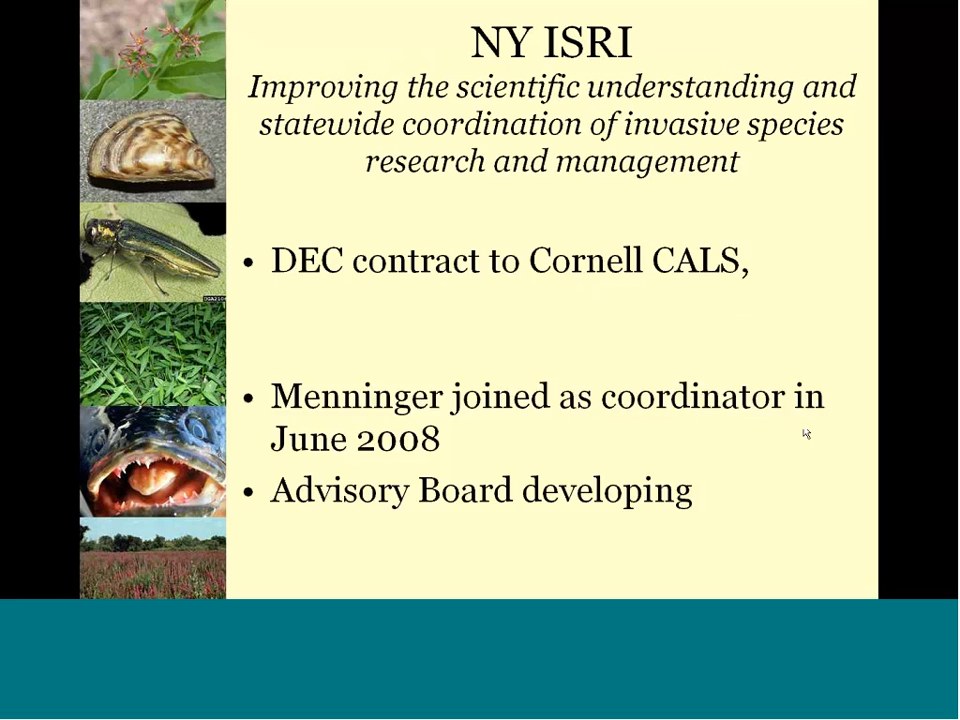 NY ISRI
Improving the scientific understanding and
statewide coordination of invasive species
research and management
• DEC contract to Cornell CALS,
• Menninger joined as coordinator in
June 2008
• Advisory Board developing